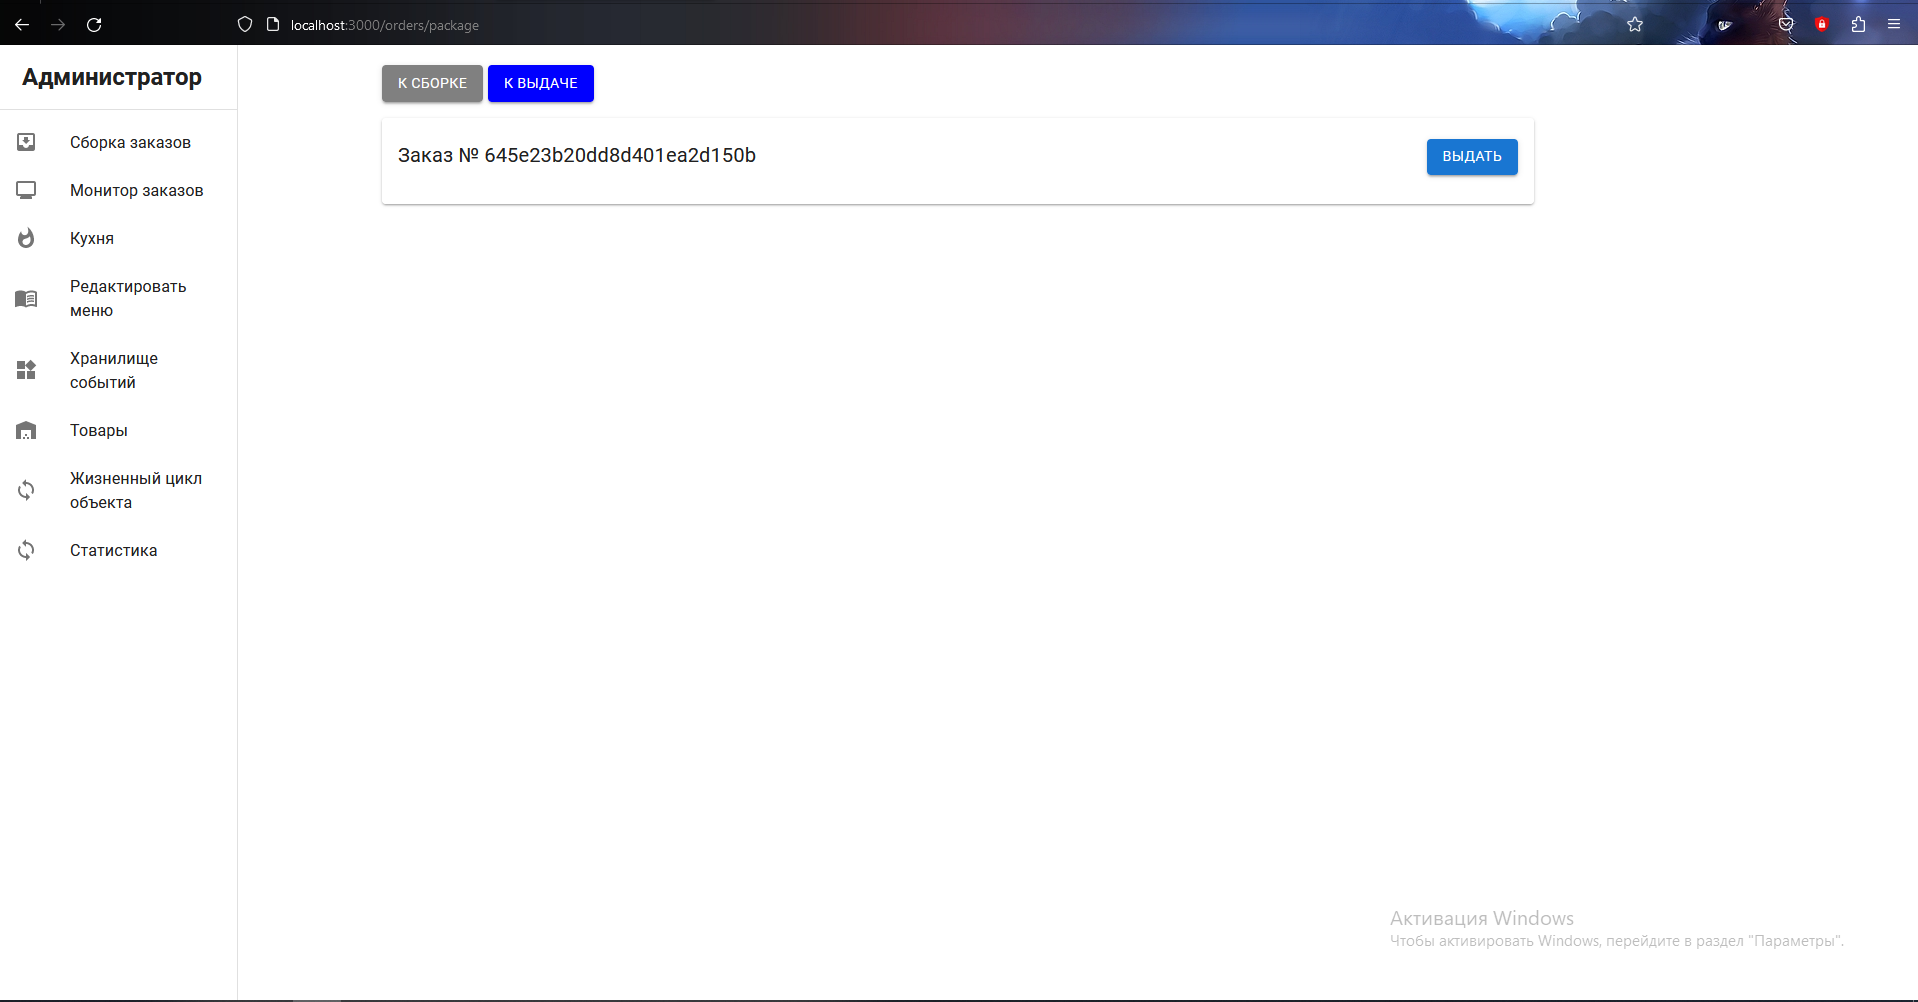 localhost:3000/orders/package
Администратор
Сборка заказов
Монитор заказов
Кухня
Редактировать
меню
Хранилище
событий
Товары
Жизненный цикл
объекта
Статистика
К СБОРКЕ
К ВЫДАЧЕ
Заказ № 645e23b20dd8d401ea2d150b
ВЫДАТЬ
Активация Windows
Чтобы активировать Windows, перейдите в раздел "Параметры".